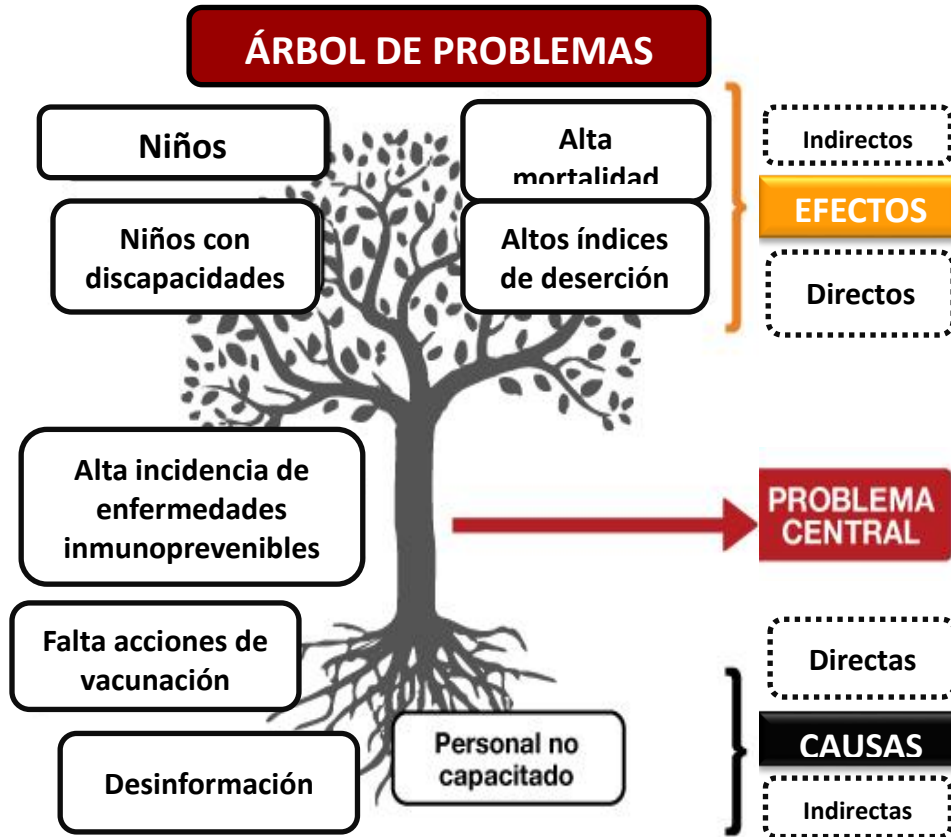 ÁRBOL DE PROBLEMAS
Niños
Alta
mortalidad
Indirectos
EFECTOS
Niños con
discapacidades
Altos índices
de deserción
Directos
Alta incidencia de
enfermedades
inmunoprevenibles
PROBLEMA
CENTRAL
Falta acciones de
vacunación
Directas
Personal no
capacitado
CAUSAS
Desinformación
Indirectas